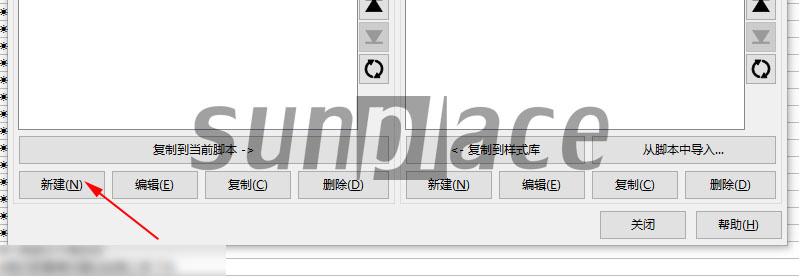 复制到当前脚本 ->
<- 复制到样式库
从脚本中导入...
新建(N)
编辑(E)
复制(C)
删除(D)
新建(N)
编辑(E)
复制(C)
删除(D)
关闭
帮助(H)
sunplace